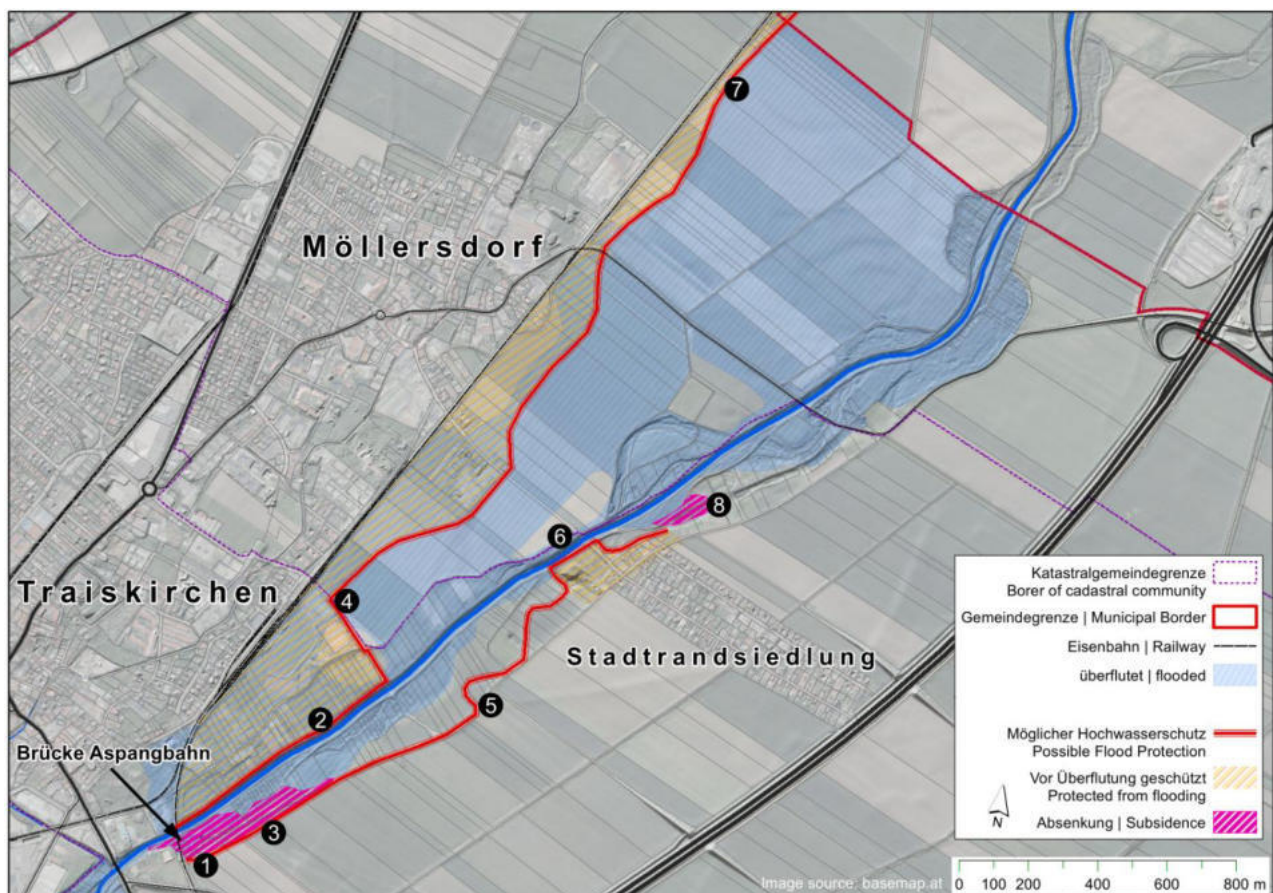 7
Möllersdorf
8
6
4
Traiskirchen
Stadtrandsiedlung
5
2
Brücke Aspangbahn
3
1
Katastralgemeindegrenze
Borer of cadastral community
Gemeindegrenze | Municipal Border
Eisenbahn | Railway
überflutet | flooded
Möglicher Hochwasserschutz
Possible Flood Protection
Vor Überflutung geschützt
Protected from flooding
N
Absenkung | Subsidence
Image source: basemap.at
0 100 200 400 600 800 m